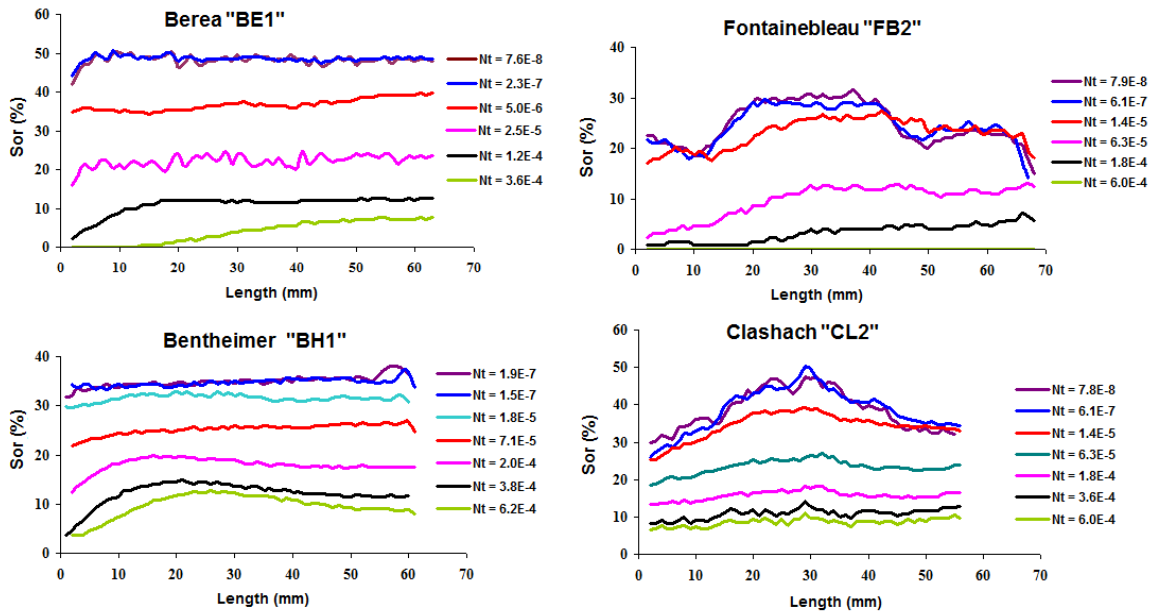 Berea "BE1"
60
50
40
30
20
10
0
Sor (%)
0 10 20 30 40 50 60 70
Length (mm)
Nt = 7.6E-8
Nt = 2.3E-7
Nt = 5.0E-6
Nt = 2.5E-5
Nt = 1.2E-4
Nt = 3.6E-4
Fontainebleau "FB2"
40
30
20
10
0
Sor (%)
0 10 20 30 40 50 60 70
Length (mm)
Nt = 7.9E-8
Nt = 6.1E-7
Nt = 1.4E-5
Nt = 6.3E-5
Nt = 1.8E-4
Nt = 6.0E-4
Bentheimer "BH1"
40
30
20
10
0
Sor (%)
0 10 20 30 40 50 60 70
Length (mm)
Nt = 1.9E-7
Nt = 1.5E-7
Nt = 1.8E-5
Nt = 7.1E-5
Nt = 2.0E-4
Nt = 3.8E-4
Nt = 6.2E-4
Clashach "CL2"
60
50
40
30
20
10
0
Sor (%)
0 10 20 30 40 50 60 70
Length (mm)
Nt = 7.8E-8
Nt = 6.1E-7
Nt = 1.4E-5
Nt = 6.3E-5
Nt = 1.8E-4
Nt = 3.6E-4
Nt = 6.0E-4